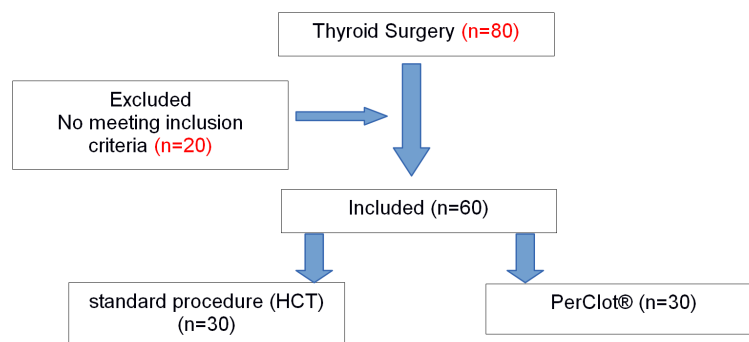 Thyroid Surgery (n=80)
Excluded
No meeting inclusion
criteria (n=20)
Included (n=60)
standard procedure (HCT)
(n=30)
PerClot® (n=30)